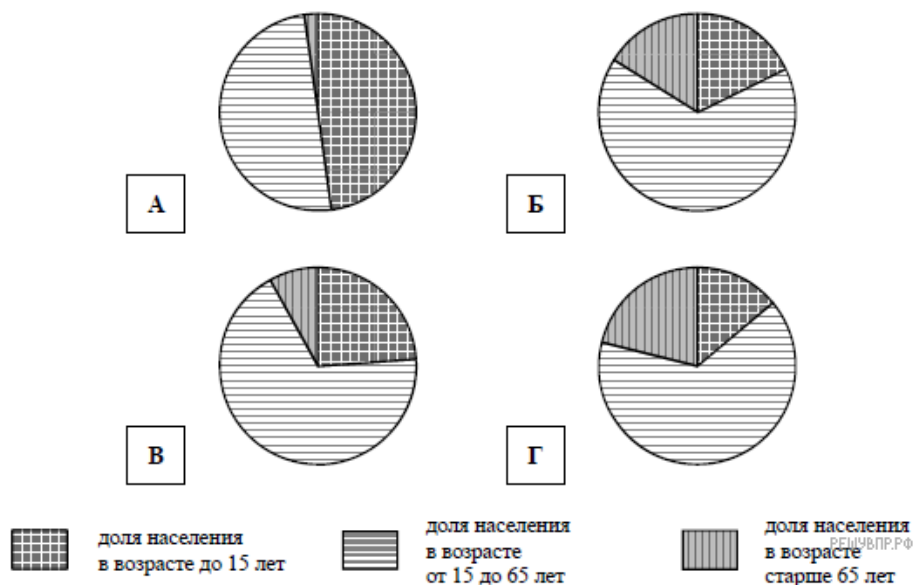 А
Б
В
Г
доля населения
в возрасте до 15 лет
доля населения
в возрасте
от 15 до 65 лет
доля населения
в возрасте
старше 65 лет
РЕШУВПР.РФ